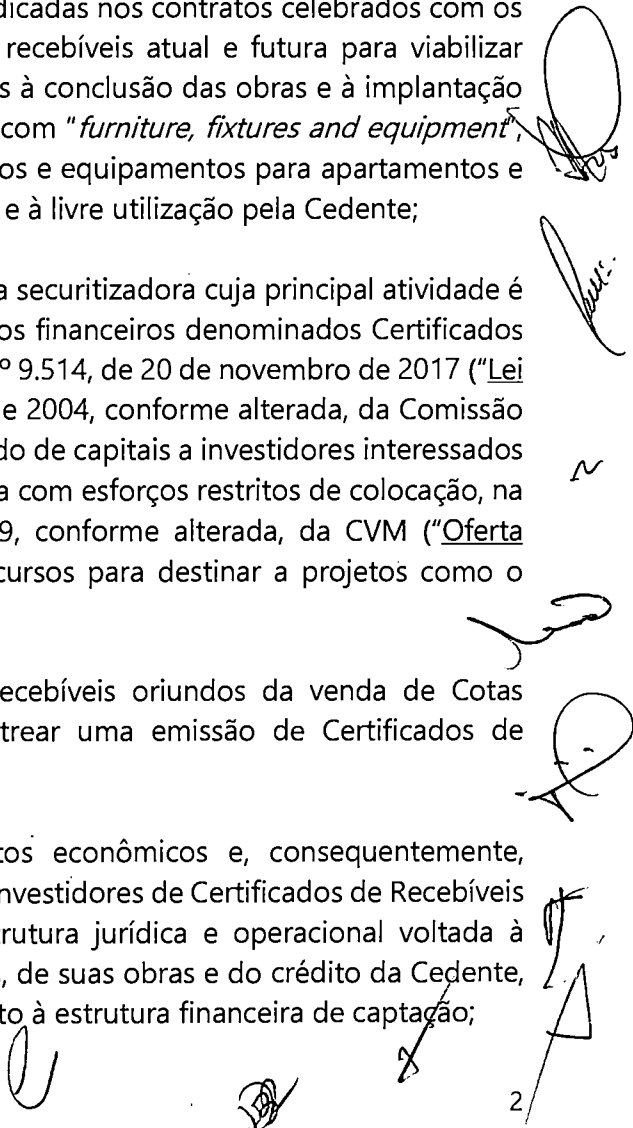 dicadas nos contratos celebrados com os
recebíveis atual e futura para viabilizar
s à conclusão das obras e à implantação
com "furniture, fixtures and equipment",
os e equipamentos para apartamentos e
e à livre utilização pela Cedente;
a securitizadora cuja principal atividade é
os financeiros denominados Certificados
º 9.514, de 20 de novembro de 2017 (“Lei
e 2004, conforme alterada, da Comissão
do de capitais a investidores interessados
a com esforços restritos de colocação, na
9, conforme alterada, da CVM (“Oferta
cursos para destinar a projetos como o
ecebíveis oriundos da venda de Cotas
trear uma emissão de Certificados de
tos econômicos e, consequentemente,
nvestidores de Certificados de Recebíveis
rutura jurídica e operacional voltada à
, de suas obras e do crédito da Cedente,
to à estrutura financeira de captação;
2